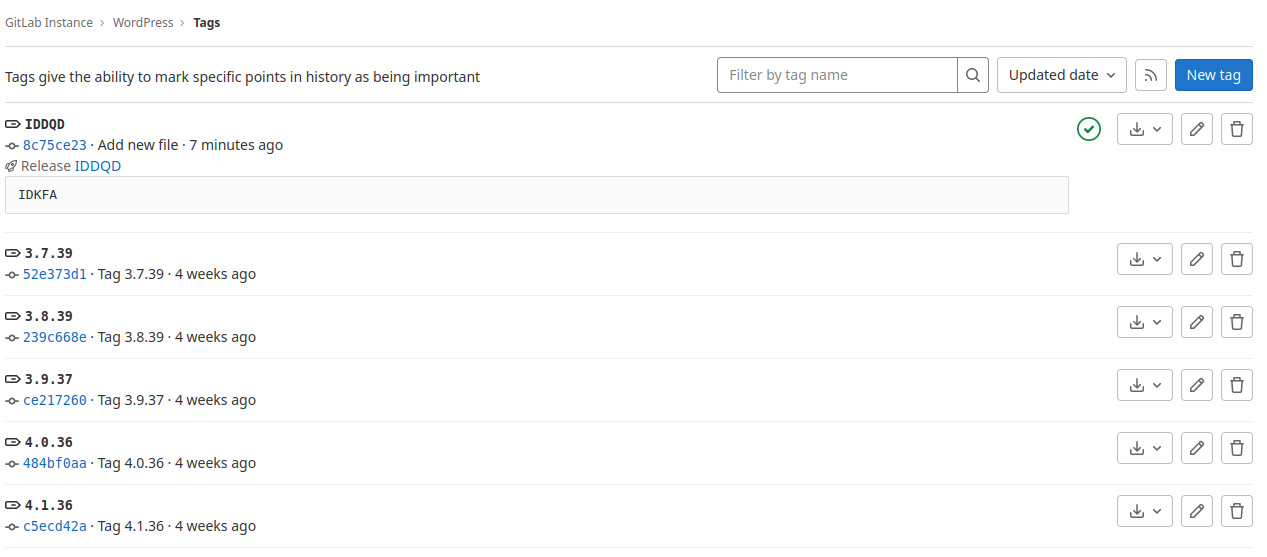 GitLab Instance › WordPress › Tags
Tags give the ability to mark specific points in history as being important
Filter by tag name
Updated date
New tag
IDDQD
8c75ce23 · Add new file · 7 minutes ago
Release IDDQD
IDKFA
3.7.39
52e373d1 · Tag 3.7.39 · 4 weeks ago
3.8.39
239c668e · Tag 3.8.39 · 4 weeks ago
3.9.37
ce217260 · Tag 3.9.37 · 4 weeks ago
4.0.36
484bf0aa · Tag 4.0.36 · 4 weeks ago
4.1.36
c5ecd42a · Tag 4.1.36 · 4 weeks ago